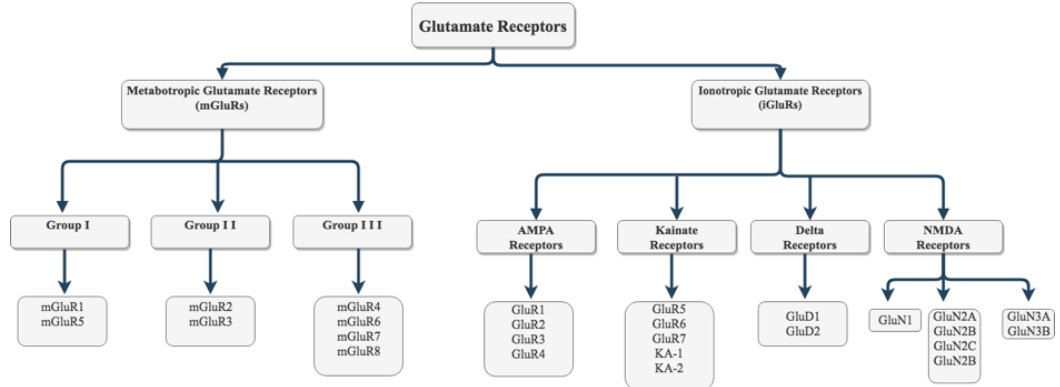 Glutamate Receptors
Metabotropic Glutamate Receptors
(mGluRs)
Ionotropic Glutamate Receptors
(iGluRs)
Group I
Group I I
Group I I I
AMPA
Receptors
Kainate
Receptors
Delta
Receptors
NMDA
Receptors
mGluR1
mGluR5
mGluR2
mGluR3
mGluR4
mGluR6
mGluR7
mGluR8
GluR1
GluR2
GluR3
GluR4
GluR5
GluR6
GluR7
KA-1
KA-2
GluD1
GluD2
GluN1
GluN2A
GluN2B
GluN2C
GluN2B
GluN3A
GluN3B